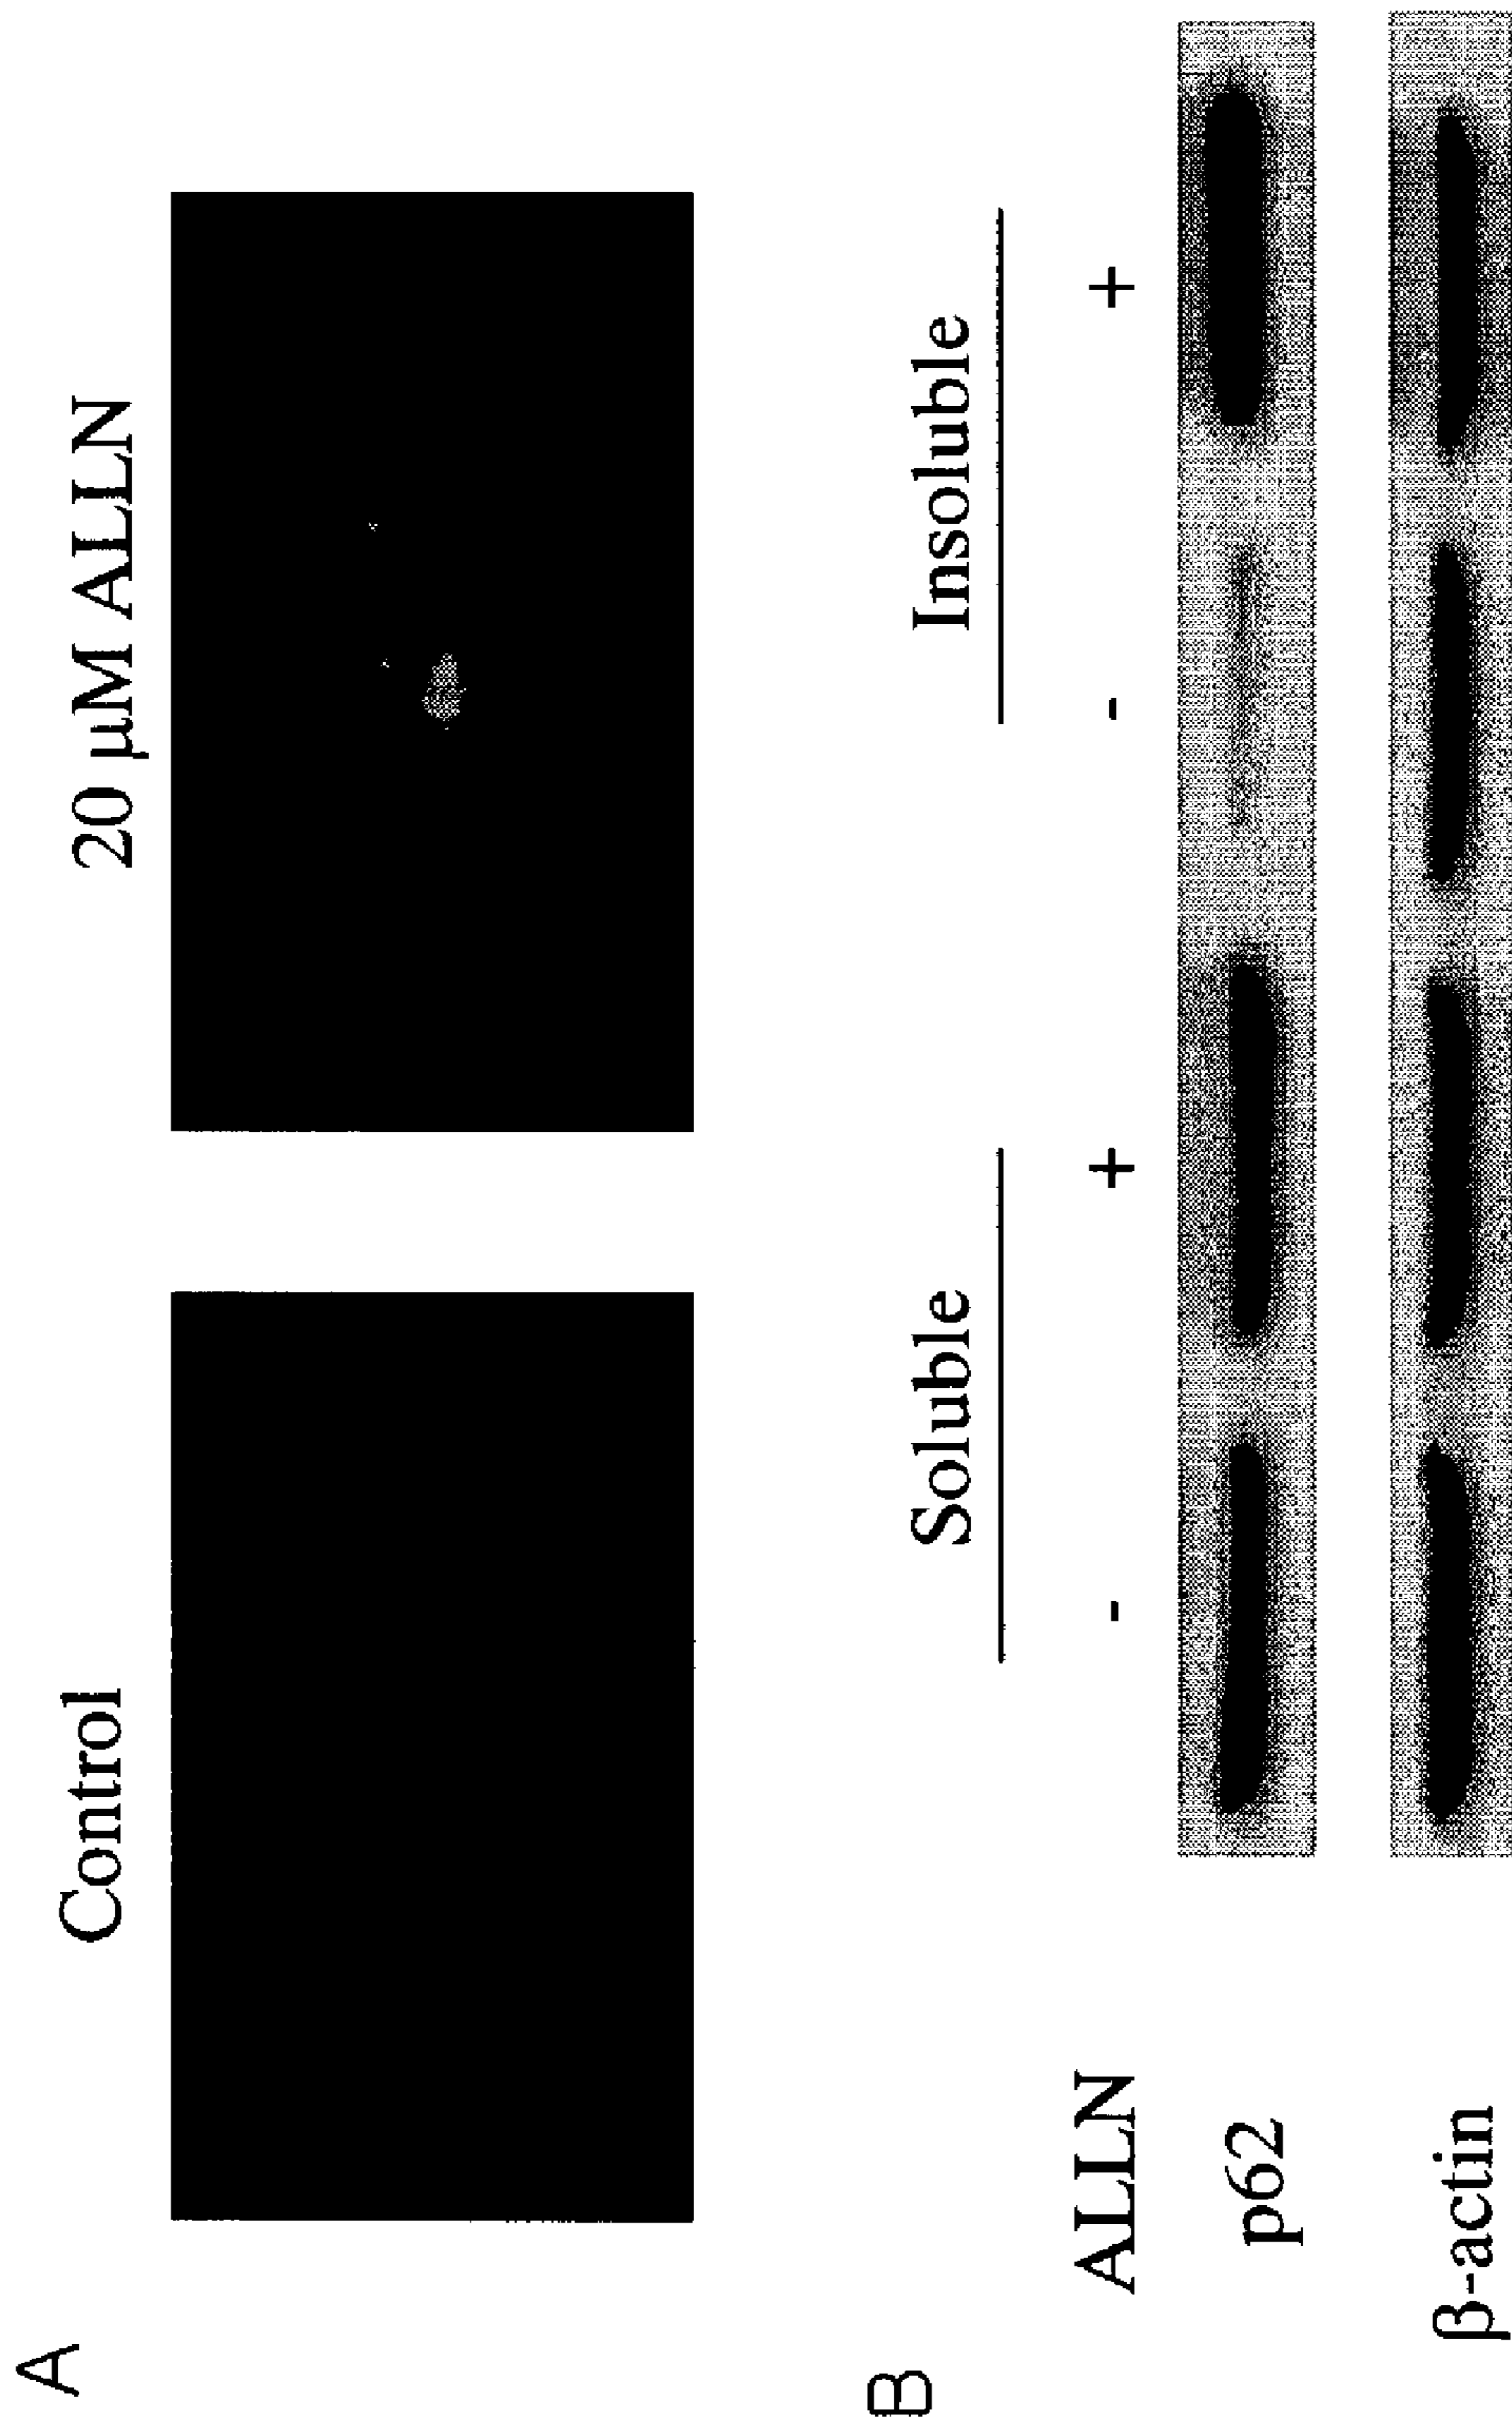 A
Control 20 μM ALLN
B
Soluble Insoluble
ALLN - + - +
p62
β-actin